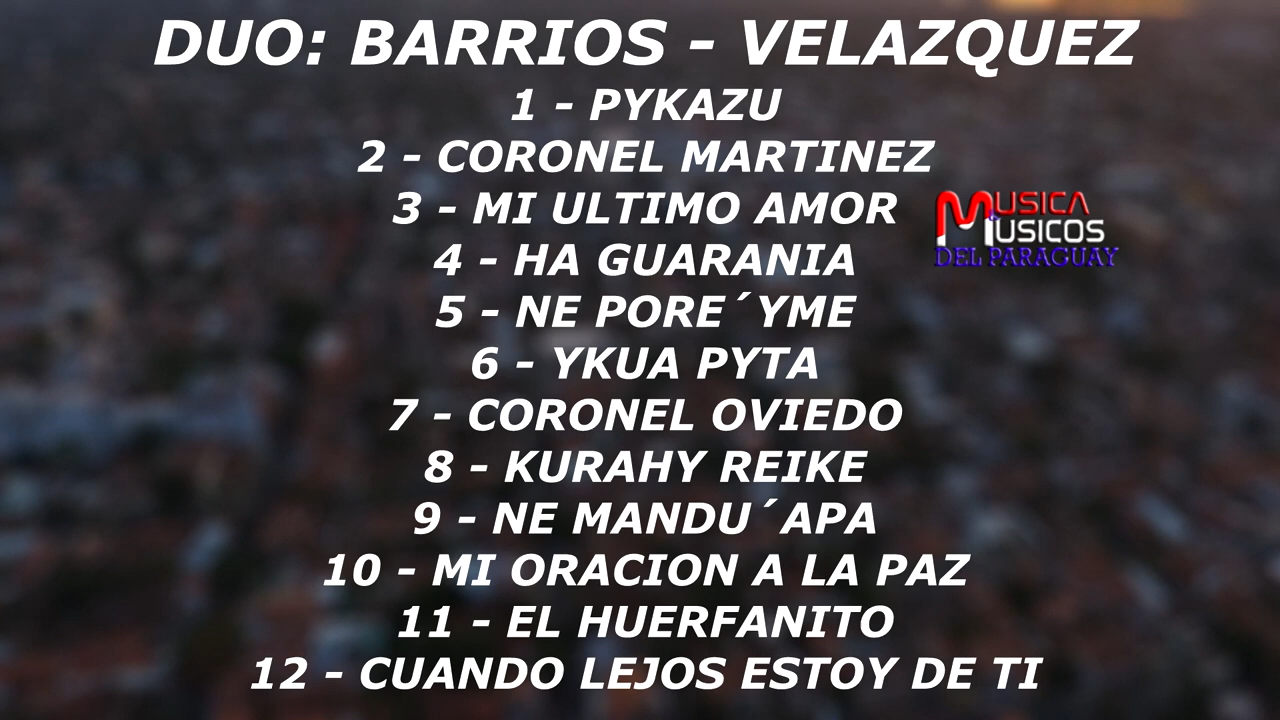 DUO: BARRIOS - VELAZQUEZ
1 - PYKAZU
2 - CORONEL MARTINEZ
3 - MI ULTIMO AMOR
4 - HA GUARANIA
5 - NE PORE´YME
6 - YKUA PYTA
7 - CORONEL OVIEDO
8 - KURAHY REIKE
9 - NE MANDU´APA
10 - MI ORACION A LA PAZ
11 - EL HUERFANITO
12 - CUANDO LEJOS ESTOY DE TI
MUSICA
MUSICOS
DEL PARAGUAY